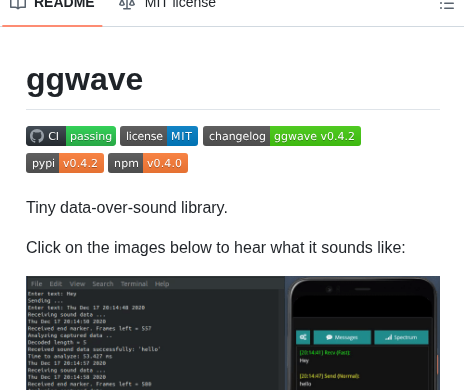 README MIT license
ggwave
CI passing license MIT changelog ggwave v0.4.2
pypi v0.4.2 npm v0.4.0
Tiny data-over-sound library.
Click on the images below to hear what it sounds like:
File Edit View Search Terminal Help
Enter text: Hey
Sending ...
Enter text: Thu Dec 17 20:14:48 2020
Receiving sound data ...
Thu Dec 17 20:14:50 2020
Received end marker. Frames left = 557
Analyzing captured data ..
Decoded length = 5
Received sound data successfully: 'hello'
Time to analyze: 53.427 ms
Thu Dec 17 20:14:57 2020
Receiving sound data ...
Thu Dec 17 20:14:58 2020
Received end marker. Frames left = 580
Messages Spectrum
[20:14:41] Recv (Fast):
Hey
[20:14:47] Send (Normal):
hello